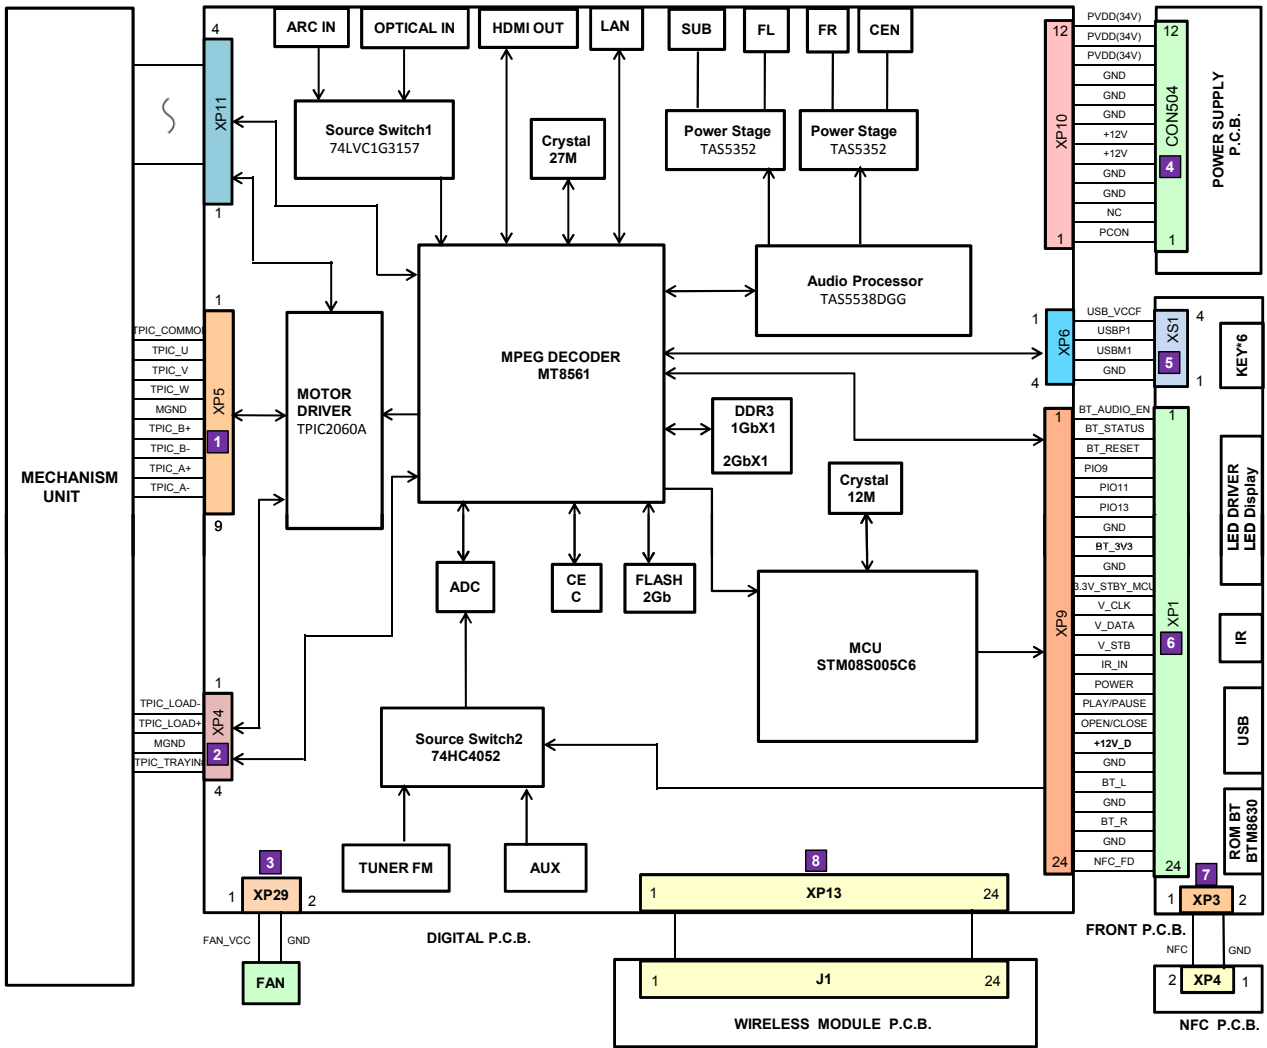 4
ARC IN
OPTICAL IN
HDMI OUT
LAN
SUB
FL
FR
CEN
XP11
1
Source Switch1
74LVC1G3157
Crystal
27M
Power Stage
TAS5352
Power Stage
TAS5352
12
XP10
1
PVDD(34V)
PVDD(34V)
PVDD(34V)
GND
GND
GND
+12V
+12V
GND
GND
NC
PCON
12
CON504
4
1
POWER SUPPLY
P.C.B.
Audio Processor
TAS5538DGG
MPEG DECODER
MT8561
MOTOR
DRIVER
TPIC2060A
DDR3
1GbX1
2GbX1
Crystal
12M
1
XP6
4
USB_VCCF
USBP1
USBM1
GND
XS1
5
4
1
KEY*6
MECHANISM
UNIT
TPIC_COMMO
TPIC_U
TPIC_V
TPIC_W
MGND
TPIC_B+
TPIC_B-
TPIC_A+
TPIC_A-
1
XP5
1
9
1
XP9
24
BT_AUDIO_EN
BT_STATUS
BT_RESET
PIO9
PIO11
PIO13
GND
BT_3V3
GND
3.3V_STBY_MCU
V_CLK
V_DATA
V_STB
IR_IN
POWER
PLAY/PAUSE
OPEN/CLOSE
+12V_D
GND
BT_L
GND
BT_R
GND
NFC_FD
1
XP1
6
24
LED DRIVER
LED Display
IR
USB
ROM BT
BTM8630
ADC
CE
C
FLASH
2Gb
MCU
STM08S005C6
TPIC_LOAD-
TPIC_LOAD+
MGND
TPIC_TRAYIN
1
XP4
2
4
Source Switch2
74HC4052
TUNER FM
AUX
3
1
XP29
2
FAN_VCC
GND
FAN
DIGITAL P.C.B.
8
1
XP13
24
1
J1
24
WIRELESS MODULE P.C.B.
7
1
XP3
2
FRONT P.C.B.
NFC
GND
2
XP4
1
NFC P.C.B.